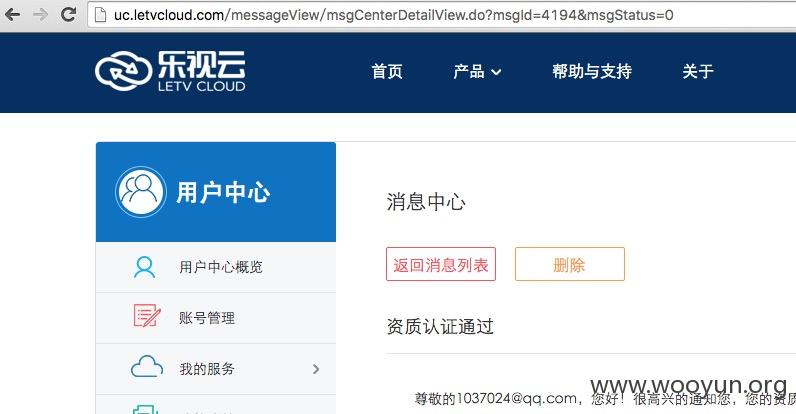 uc.letvcloud.com/messageView/msgCenterDetailView.do?msgId=4194&msgStatus=0
乐视云
LETV CLOUD
首页 产品 帮助与支持 关于
用户中心
用户中心概览
账号管理
我的服务
消息中心
返回消息列表 删除
资质认证通过
尊敬的1037024@qq.com，您好！很高兴的通知您，您的资质
www.wooyun.org